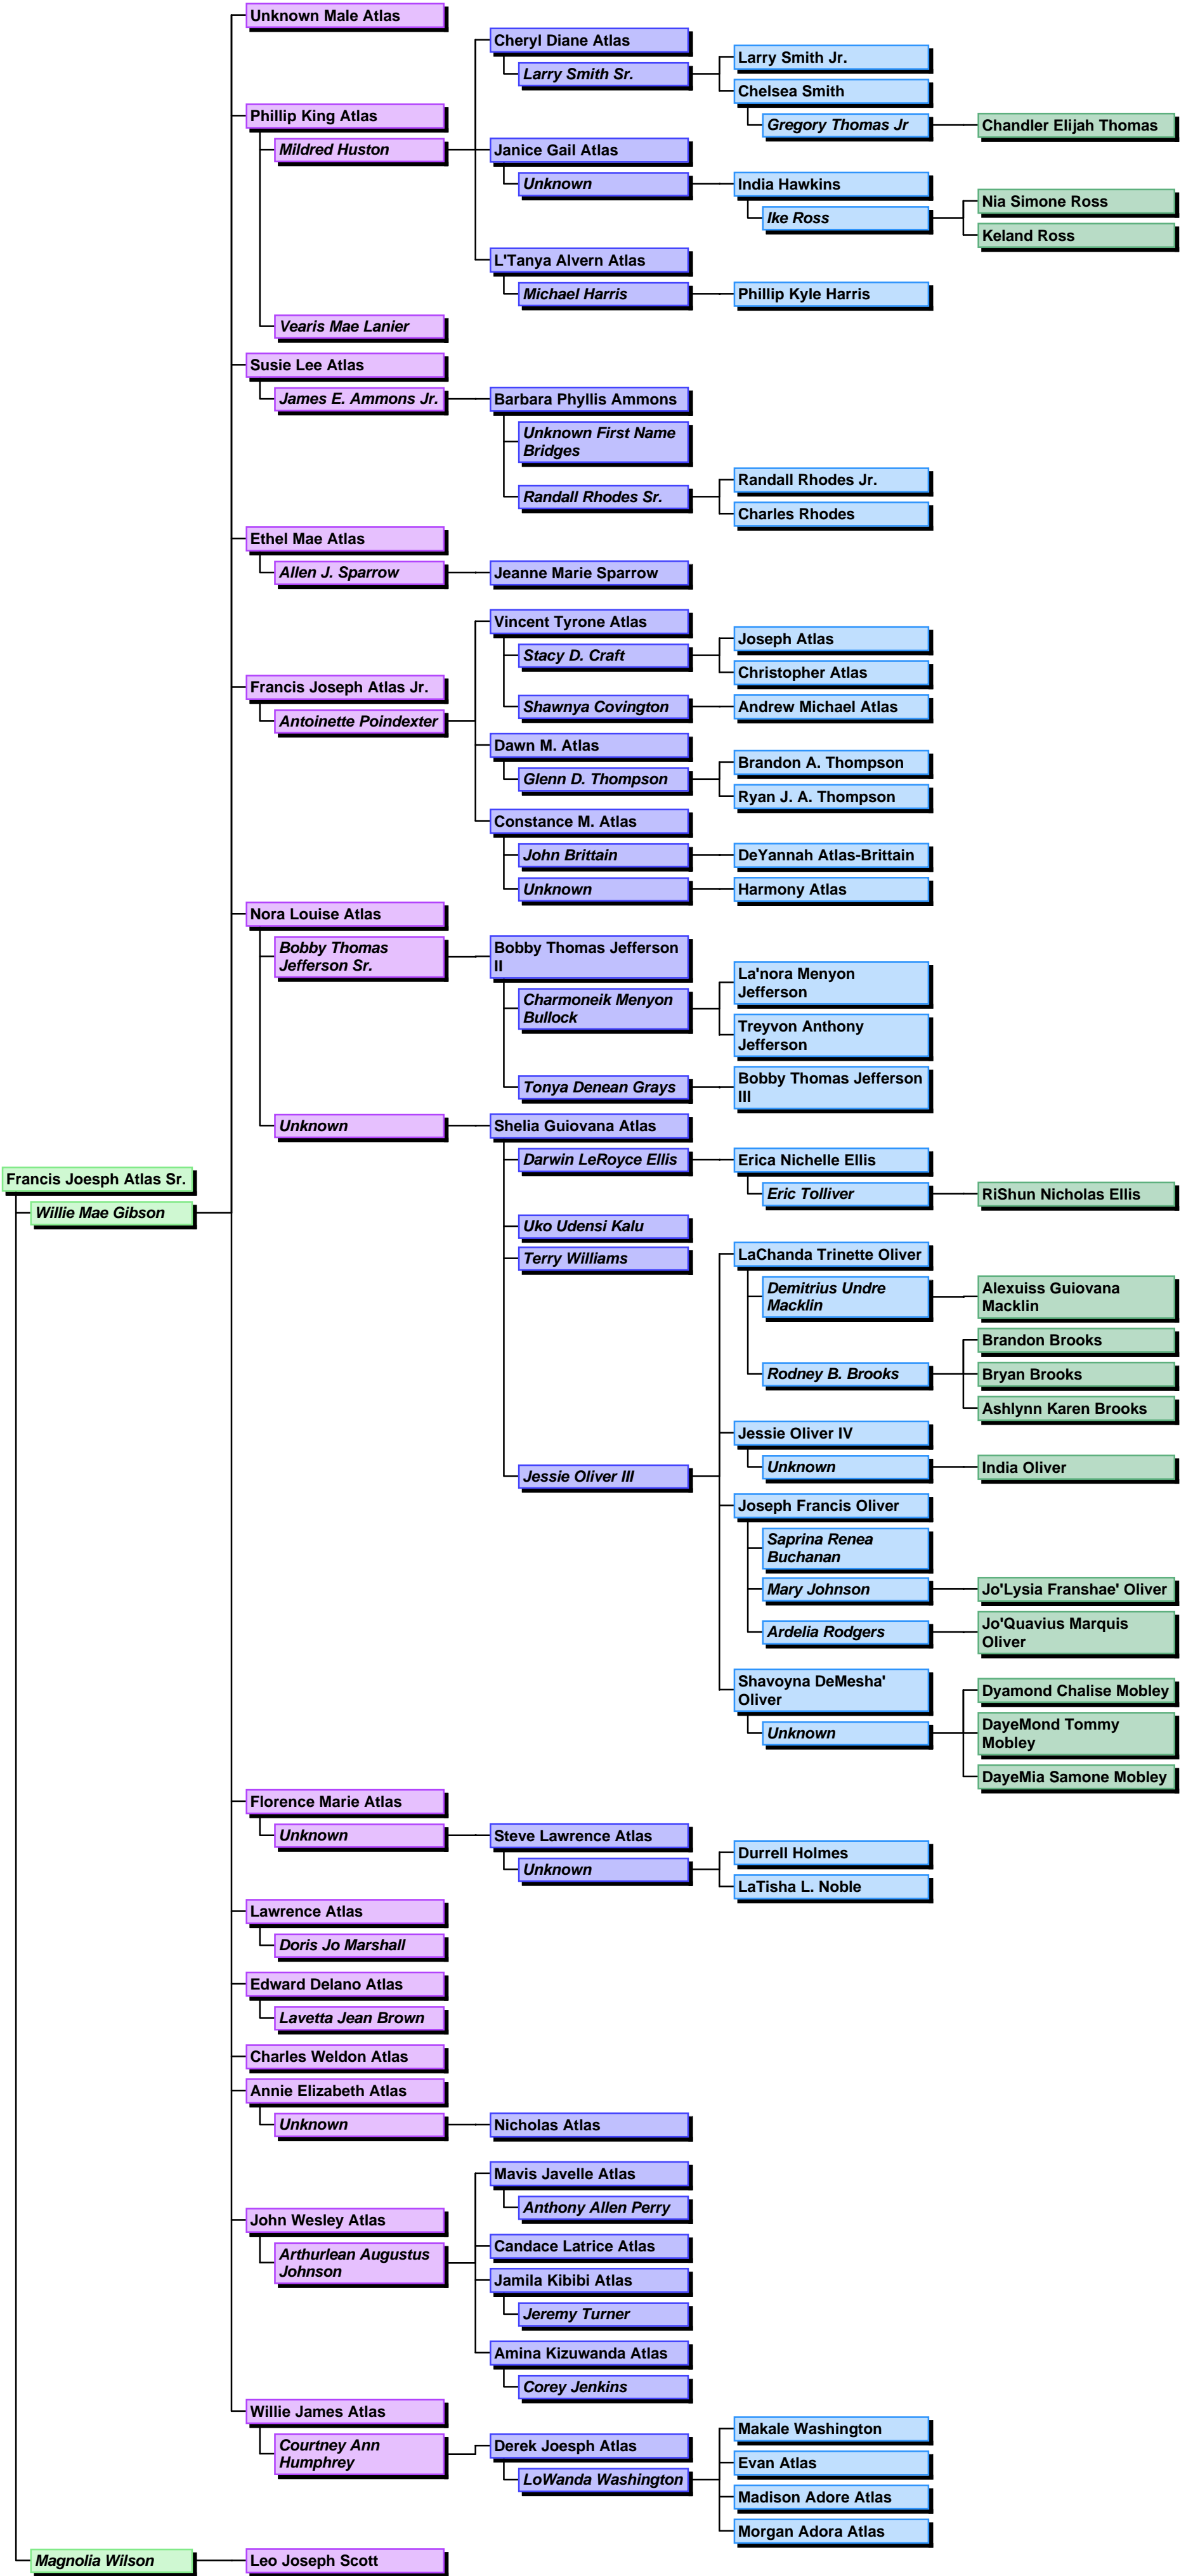 Unknown Male Atlas
Cheryl Diane Atlas
Larry Smith Sr.
Larry Smith Jr.
Chelsea Smith
Gregory Thomas Jr
Chandler Elijah Thomas
Phillip King Atlas
Mildred Huston
Janice Gail Atlas
Unknown
India Hawkins
Ike Ross
Nia Simone Ross
Keland Ross
L'Tanya Alvern Atlas
Michael Harris
Phillip Kyle Harris
Vearis Mae Lanier
Susie Lee Atlas
James E. Ammons Jr.
Barbara Phyllis Ammons
Unknown First Name
Bridges
Randall Rhodes Sr.
Randall Rhodes Jr.
Charles Rhodes
Ethel Mae Atlas
Allen J. Sparrow
Jeanne Marie Sparrow
Vincent Tyrone Atlas
Stacy D. Craft
Joseph Atlas
Christopher Atlas
Shawnya Covington
Andrew Michael Atlas
Francis Joseph Atlas Jr.
Antoinette Poindexter
Dawn M. Atlas
Glenn D. Thompson
Brandon A. Thompson
Ryan J. A. Thompson
Constance M. Atlas
John Brittain
DeYannah Atlas-Brittain
Unknown
Harmony Atlas
Nora Louise Atlas
Bobby Thomas
Jefferson Sr.
Bobby Thomas Jefferson
II
Charmoneik Menyon
Bullock
La'nora Menyon
Jefferson
Treyvon Anthony
Jefferson
Tonya Denean Grays
Bobby Thomas Jefferson
III
Unknown
Shelia Guiovana Atlas
Darwin LeRoyce Ellis
Erica Nichelle Ellis
Eric Tolliver
RiShun Nicholas Ellis
Francis Joesph Atlas Sr.
Willie Mae Gibson
Uko Udensi Kalu
Terry Williams
LaChanda Trinette Oliver
Demitrius Undre
Macklin
Alexuiss Guiovana
Macklin
Rodney B. Brooks
Brandon Brooks
Bryan Brooks
Ashlynn Karen Brooks
Jessie Oliver III
Jessie Oliver IV
Unknown
India Oliver
Joseph Francis Oliver
Saprina Renea
Buchanan
Mary Johnson
Jo'Lysia Franshae' Oliver
Ardelia Rodgers
Jo'Quavius Marquis
Oliver
Shavoyna DeMesha'
Oliver
Unknown
Dyamond Chalise Mobley
DayeMond Tommy
Mobley
DayeMia Samone Mobley
Florence Marie Atlas
Unknown
Steve Lawrence Atlas
Unknown
Durrell Holmes
LaTisha L. Noble
Lawrence Atlas
Doris Jo Marshall
Edward Delano Atlas
Lavetta Jean Brown
Charles Weldon Atlas
Annie Elizabeth Atlas
Unknown
Nicholas Atlas
Mavis Javelle Atlas
Anthony Allen Perry
John Wesley Atlas
Arthurlean Augustus
Johnson
Candace Latrice Atlas
Jamila Kibibi Atlas
Jeremy Turner
Amina Kizuwanda Atlas
Corey Jenkins
Willie James Atlas
Courtney Ann
Humphrey
Derek Joesph Atlas
LoWanda Washington
Makale Washington
Evan Atlas
Madison Adore Atlas
Morgan Adora Atlas
Magnolia Wilson
Leo Joseph Scott